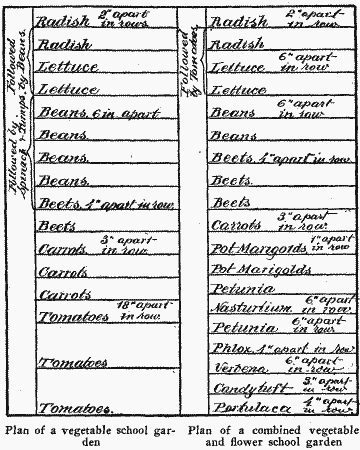 Followed by
Spinach & Turnips, by Beans.
Followed
Radish 2" apart in rows
Radish
Lettuce
Lettuce
Beans, 6 in. apart
Beans.
Beans.
Beans.
Beets, 4" apart in row.
Beets
Carrots 3" apart in row.
Carrots
Carrots
Tomatoes 18" apart in row.
Tomatoes
Tomatoes.
Plan of a vegetable school gar-
den
Followed
by Tomatoes,
Radish 2" apart in row.
Radish
Lettuce 6" apart in row
Lettuce
Beans 6" apart in row
Beans
Beets, 4" apart in row
Beets.
Beets
Carrots 3" apart in row.
Pot Marigolds 1" apart in row
Pot Marigolds
Petunia
Nasturtium 6" apart in row
Petunia 6" apart in row
Phlox, 4" apart in row
Verbena 6" apart in row.
Candytuft 3" apart in row
Portulaca 4" apart in row
Plan of a combined vegetable
and flower school garden